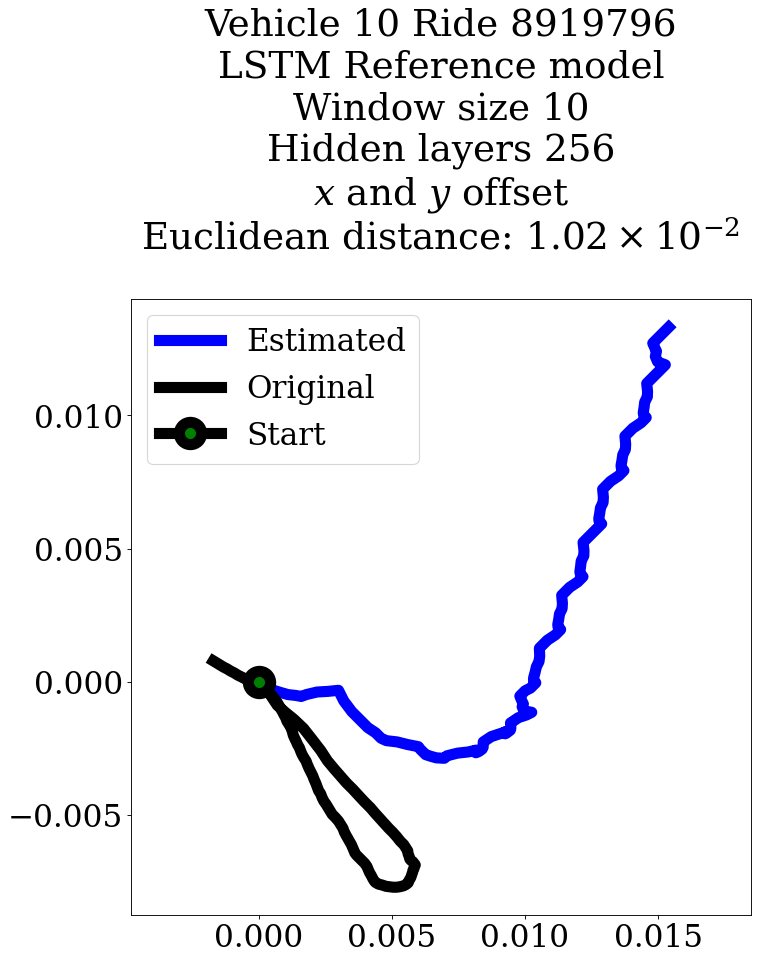 Vehicle 10 Ride 8919796
LSTM Reference model
Window size 10
Hidden layers 256
x and y offset
Euclidean distance: 1.02 × 10⁻²
Estimated
Original
Start
0.010
0.005
0.000
−0.005
0.000 0.005 0.010 0.015